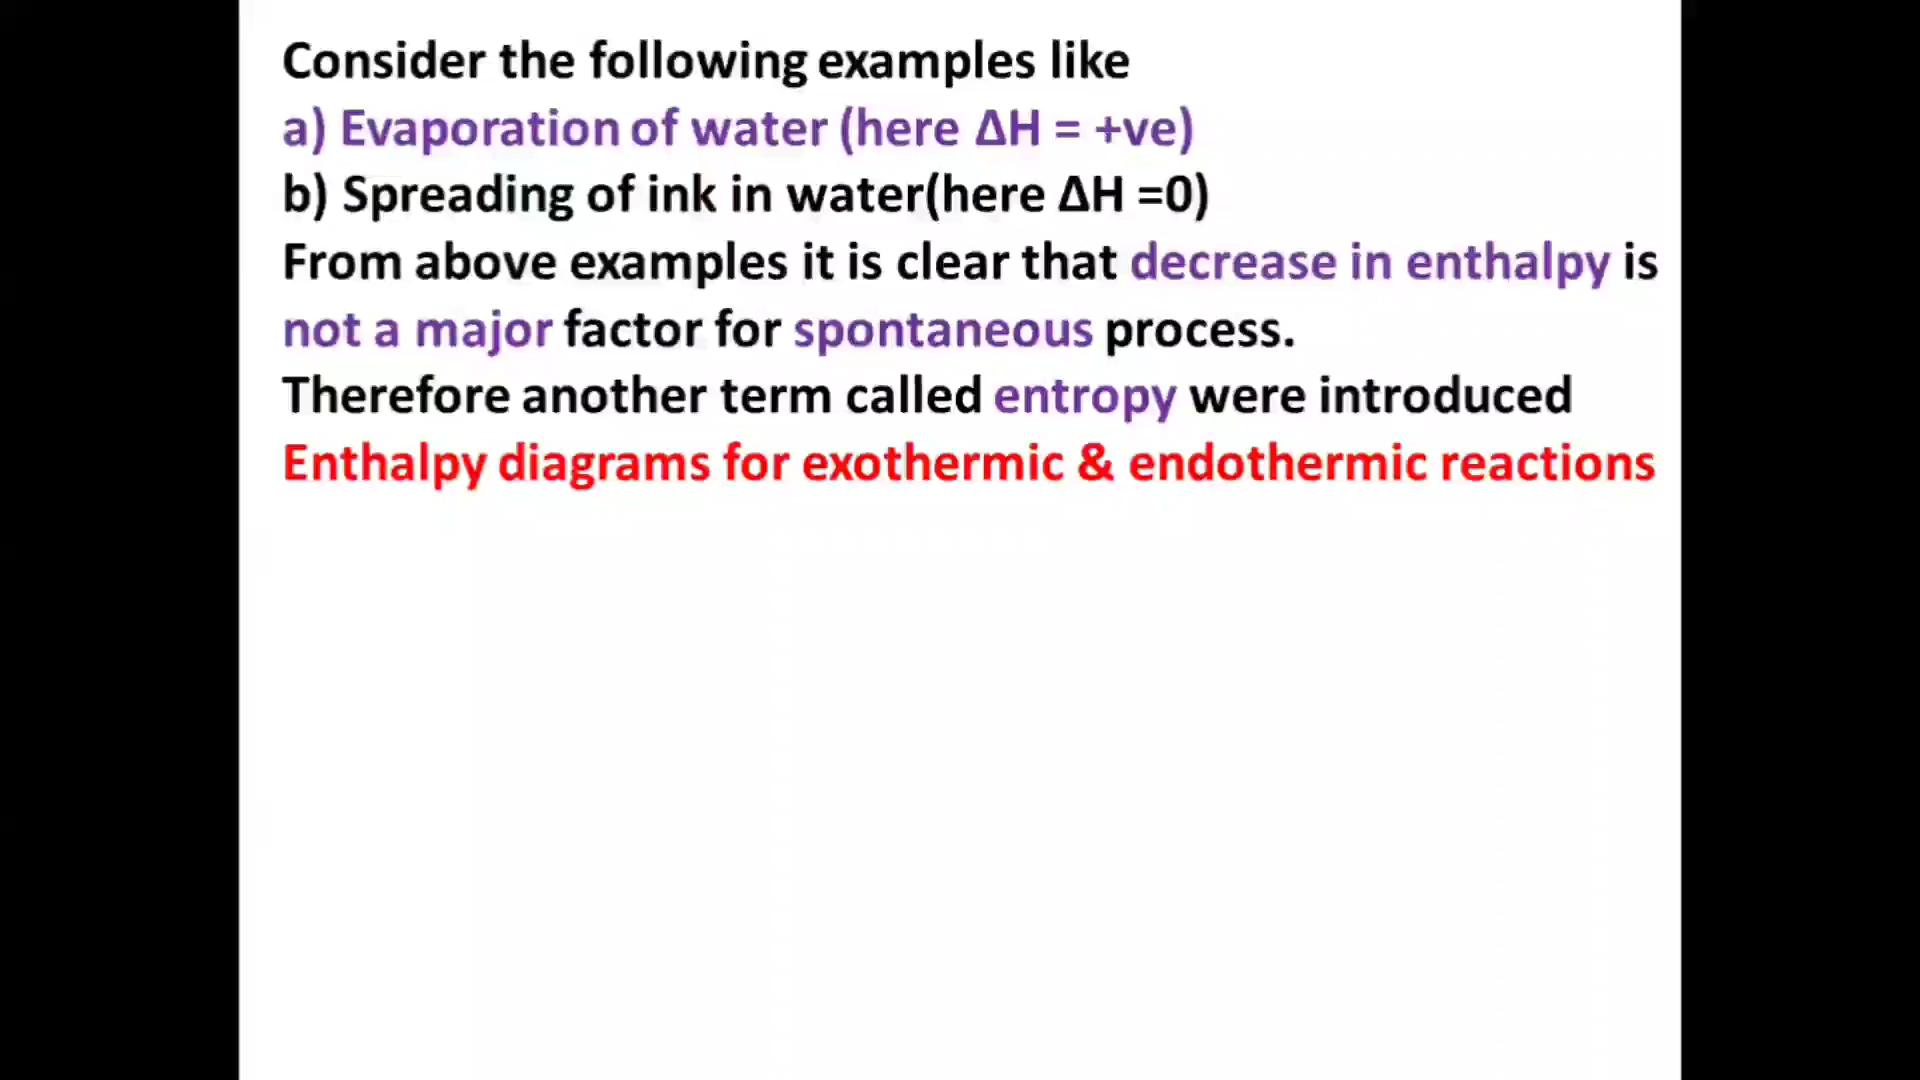 Consider the following examples like
a) Evaporation of water (here ΔH = +ve)
b) Spreading of ink in water(here ΔH =0)
From above examples it is clear that decrease in enthalpy is
not a major factor for spontaneous process.
Therefore another term called entropy were introduced
Enthalpy diagrams for exothermic & endothermic reactions